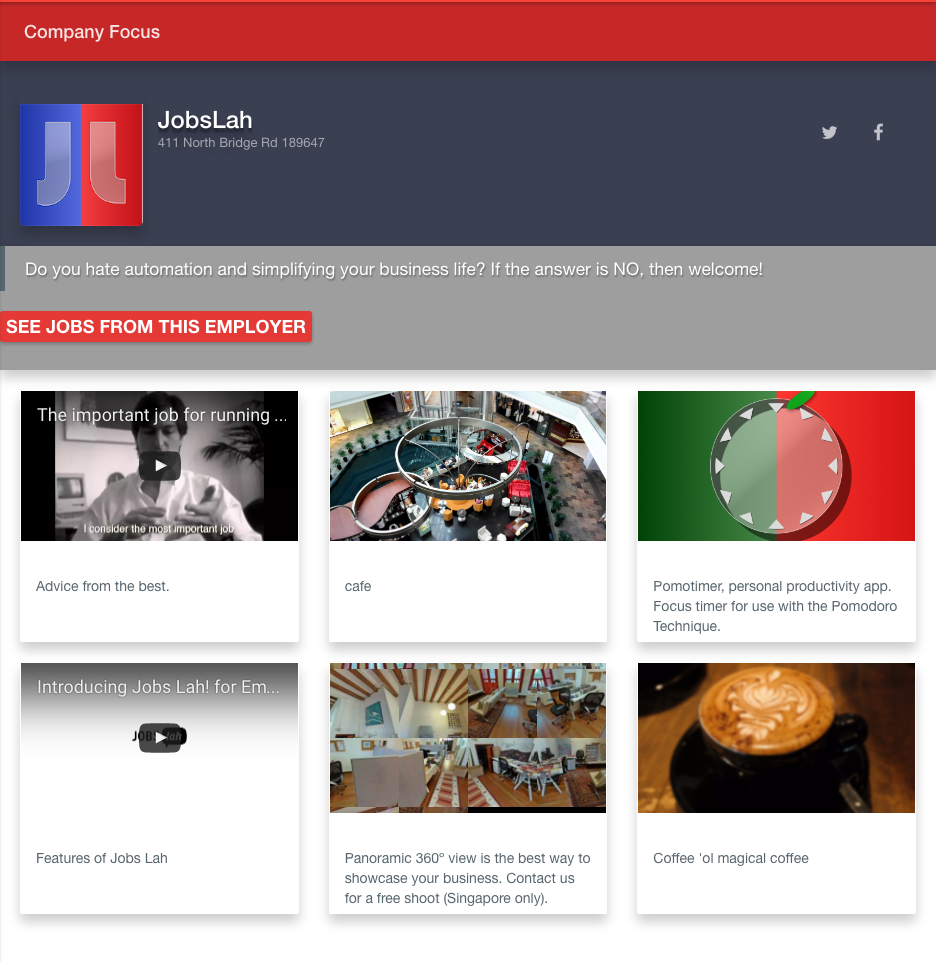 Company Focus
JobsLah
411 North Bridge Rd 189647
Do you hate automation and simplifying your business life? If the answer is NO, then welcome!
SEE JOBS FROM THIS EMPLOYER
The important job for running ...
I consider the most important job
Advice from the best.
cafe
Pomotimer, personal productivity app.
Focus timer for use with the Pomodoro
Technique.
Introducing Jobs Lah! for Em...
JOBS lah
Features of Jobs Lah
Panoramic 360º view is the best way to
showcase your business. Contact us
for a free shoot (Singapore only).
Coffee 'ol magical coffee